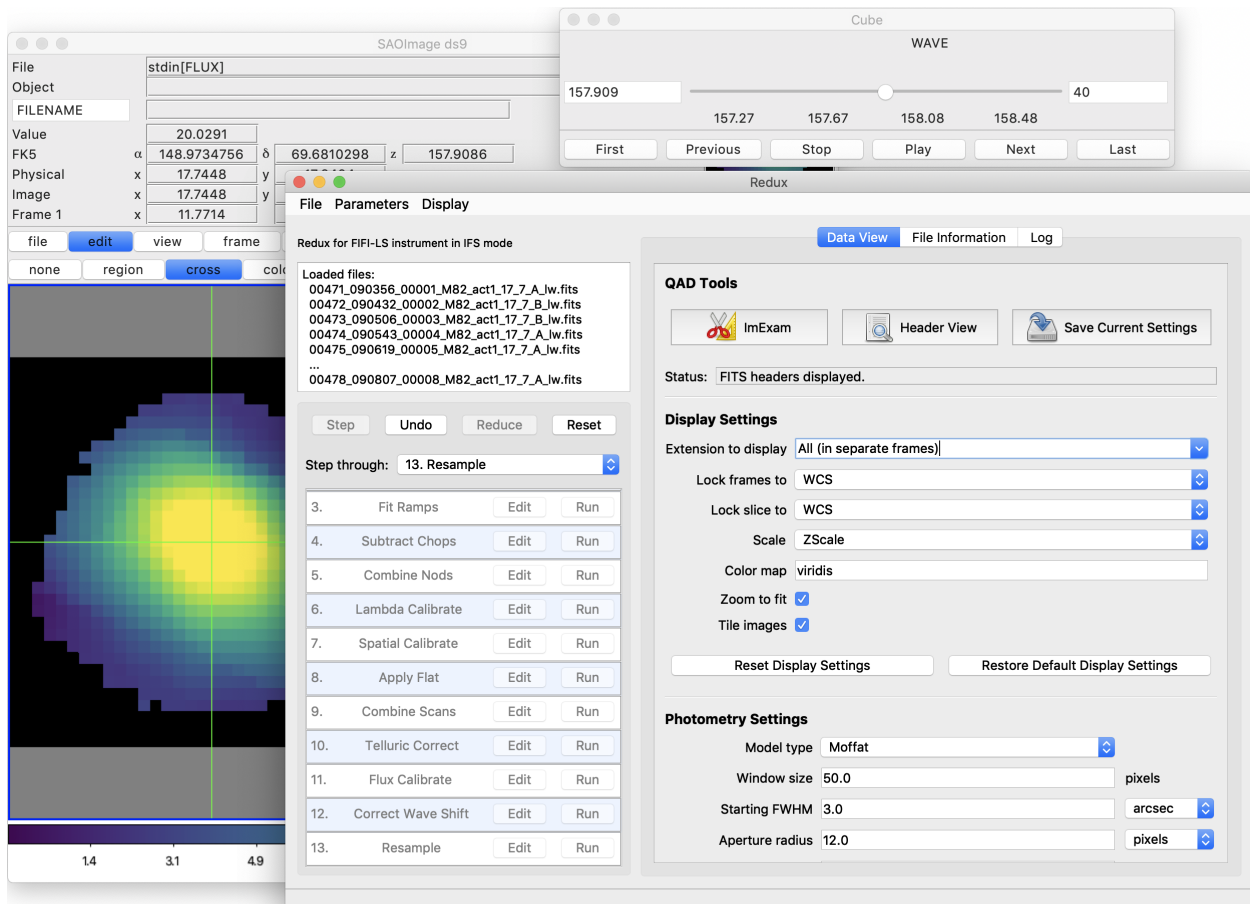 SAOImage ds9
File stdin[FLUX]
Object
FILENAME
Value 20.0291
FK5 α 148.9734756 δ 69.6810298 z 157.9086
Physical x 17.7448 y
Image x 17.7448 y
Frame 1 x 11.7714
file edit view frame
none region cross
1.4 3.1 4.9
Cube
WAVE
157.909 40
157.27 157.67 158.08 158.48
First Previous Stop Play Next Last
Redux
File Parameters Display
Redux for FIFI-LS instrument in IFS mode
Loaded files:
00471_090356_00001_M82_act1_17_7_A_lw.fits
00472_090432_00002_M82_act1_17_7_B_lw.fits
00473_090506_00003_M82_act1_17_7_B_lw.fits
00474_090543_00004_M82_act1_17_7_A_lw.fits
00475_090619_00005_M82_act1_17_7_A_lw.fits
...
00478_090807_00008_M82_act1_17_7_A_lw.fits
Step Undo Reduce Reset
Step through: 13. Resample
3. Fit Ramps Edit Run
4. Subtract Chops Edit Run
5. Combine Nods Edit Run
6. Lambda Calibrate Edit Run
7. Spatial Calibrate Edit Run
8. Apply Flat Edit Run
9. Combine Scans Edit Run
10. Telluric Correct Edit Run
11. Flux Calibrate Edit Run
12. Correct Wave Shift Edit Run
13. Resample Edit Run
Data View File Information Log
QAD Tools
ImExam Header View Save Current Settings
Status: FITS headers displayed.
Display Settings
Extension to display All (in separate frames)
Lock frames to WCS
Lock slice to WCS
Scale ZScale
Color map viridis
Zoom to fit
Tile images
Reset Display Settings Restore Default Display Settings
Photometry Settings
Model type Moffat
Window size 50.0 pixels
Starting FWHM 3.0 arcsec
Aperture radius 12.0 pixels